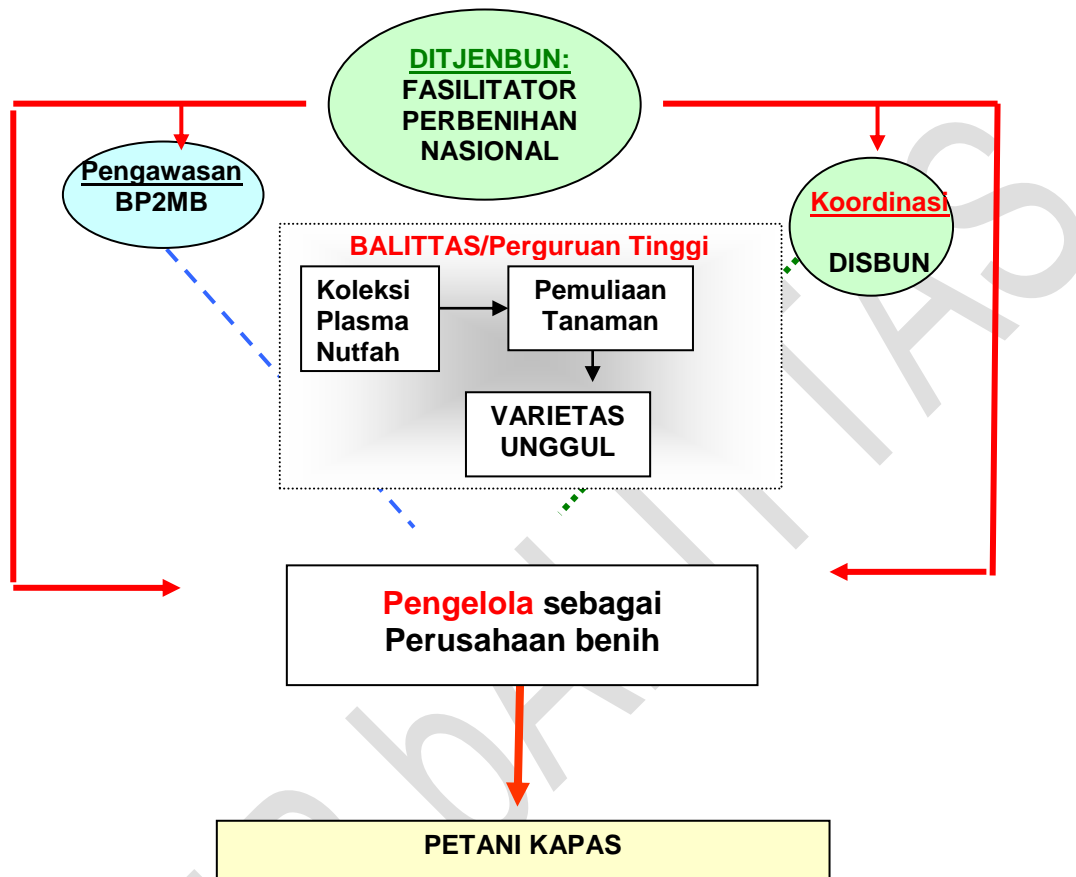 DITJENBUN:
FASILITATOR
PERBENIHAN
NASIONAL
Pengawasan
BP2MB
Koordinasi
DISBUN
BALITTAS/Perguruan Tinggi
Koleksi
Plasma
Nutfah
Pemuliaan
Tanaman
VARIETAS
UNGGUL
Pengelola sebagai
Perusahaan benih
PETANI KAPAS